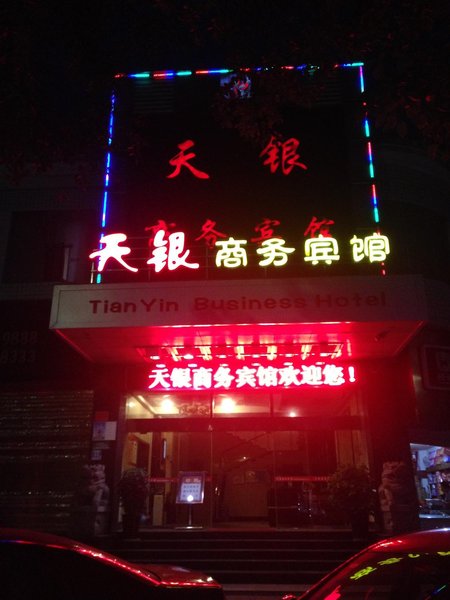 天银
商务宾馆
天银商务宾馆
TianYin Business Hotel
天银商务宾馆欢迎您!